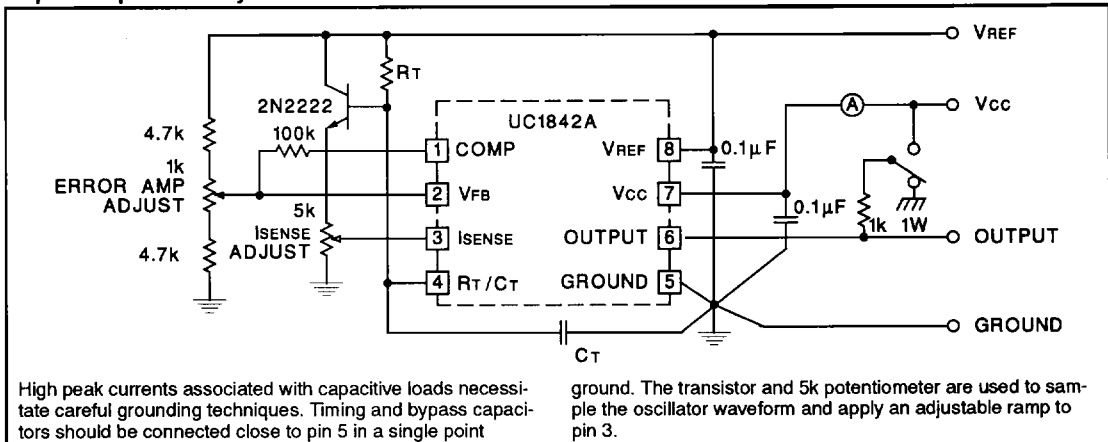 VREF
RT
2N2222
A
VCC
UC1842A
4.7k
100k
1 COMP
VREF 8
0.1µF
1k
ERROR AMP
ADJUST
2 VFB
VCC 7
0.1µF
5k
ISENSE
ADJUST
3 ISENSE
OUTPUT 6
1k 1W
OUTPUT
4.7k
4 RT/CT
GROUND 5
GROUND
CT
High peak currents associated with capacitive loads necessi-
tate careful grounding techniques. Timing and bypass capaci-
tors should be connected close to pin 5 in a single point
ground. The transistor and 5k potentiometer are used to sam-
ple the oscillator waveform and apply an adjustable ramp to
pin 3.